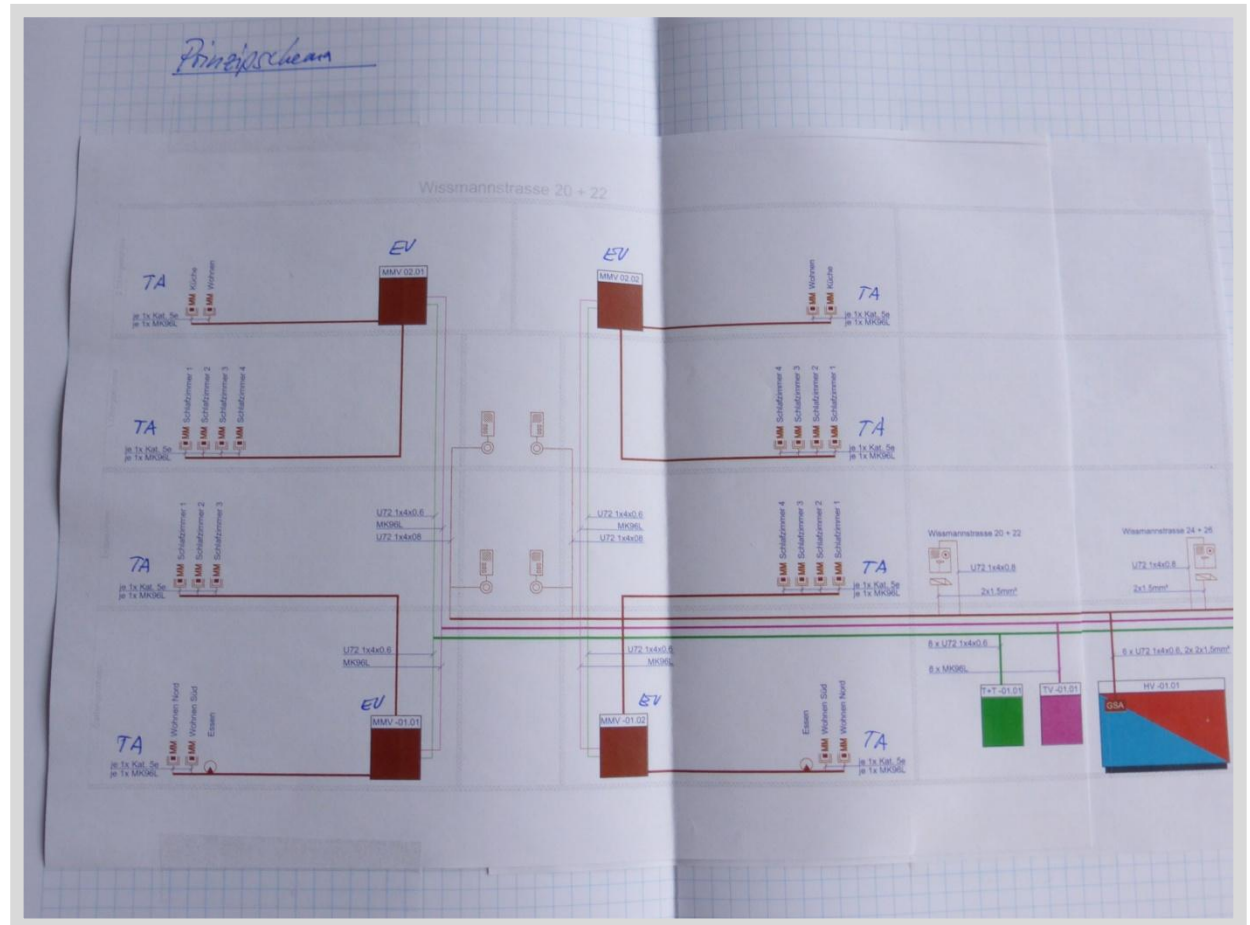 Prinzipschema
Wissmannstrasse 20 + 22
EV
EV
MMV 02.01
MMV 02.02
TA
MM Küche
MM Wohnen
je 1x Kat. 5e
je 1x MK96L
MM Wohnen
MM Küche
TA
je 1x Kat. 5e
je 1x MK96L
TA
MM Schlafzimmer 1
MM Schlafzimmer 2
MM Schlafzimmer 3
MM Schlafzimmer 4
je 1x Kat. 5e
je 1x MK96L
MM Schlafzimmer 4
MM Schlafzimmer 3
MM Schlafzimmer 2
MM Schlafzimmer 1
TA
je 1x Kat. 5e
je 1x MK96L
U72 1x4x0.6
MK96L
U72 1x4x08
U72 1x4x0.6
MK96L
U72 1x4x08
TA
MM Schlafzimmer 1
MM Schlafzimmer 2
MM Schlafzimmer 3
je 1x Kat. 5e
je 1x MK96L
MM Schlafzimmer 4
MM Schlafzimmer 3
MM Schlafzimmer 2
MM Schlafzimmer 1
TA
je 1x Kat. 5e
je 1x MK96L
Wissmannstrasse 20 + 22
U72 1x4x0.8
2x1.5mm²
Wissmannstrasse 24 + 26
U72 1x4x0.8
2x1.5mm²
U72 1x4x0.6
MK96L
U72 1x4x0.6
MK96L
8 x U72 1x4x0.6
8 x MK96L
6 x U72 1x4x0.6, 2x 2x1.5mm²
EV
EV
MMV -01.01
MMV -01.02
T+T -01.01
TV -01.01
HV -01.01
GSA
TA
MM Wohnen Nord
MM Wohnen Süd
Essen
je 1x Kat. 5e
je 1x MK96L
Essen
MM Wohnen Süd
MM Wohnen Nord
TA
je 1x Kat. 5e
je 1x MK96L